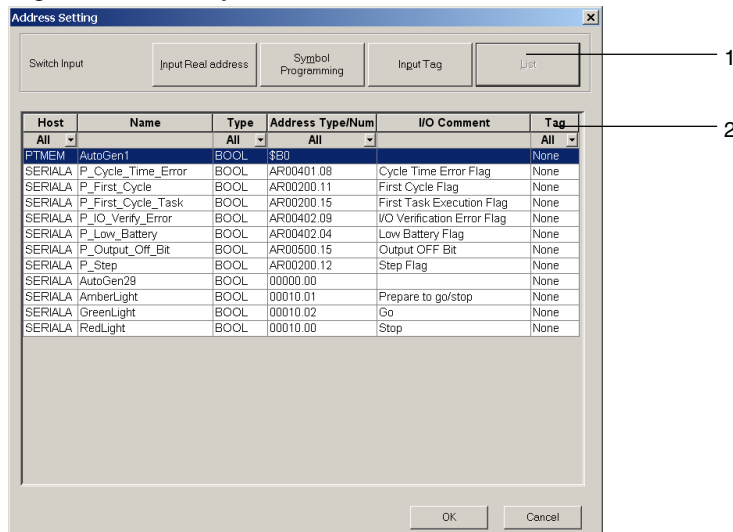 Address Setting
Switch Input Input Real address Symbol Programming Input Tag List 1
Host Name Type Address Type/Num I/O Comment Tag 2
All All All All
PTMEM AutoGen1 BOOL $B0 None
SERIALA P_Cycle_Time_Error BOOL AR00401.08 Cycle Time Error Flag None
SERIALA P_First_Cycle BOOL AR00200.11 First Cycle Flag None
SERIALA P_First_Cycle_Task BOOL AR00200.15 First Task Execution Flag None
SERIALA P_IO_Verify_Error BOOL AR00402.09 I/O Verification Error Flag None
SERIALA P_Low_Battery BOOL AR00402.04 Low Battery Flag None
SERIALA P_Output_Off_Bit BOOL AR00500.15 Output OFF Bit None
SERIALA P_Step BOOL AR00200.12 Step Flag None
SERIALA AutoGen29 BOOL 00000.00 None
SERIALA AmberLight BOOL 00010.01 Prepare to go/stop None
SERIALA GreenLight BOOL 00010.02 Go None
SERIALA RedLight BOOL 00010.00 Stop None
OK Cancel